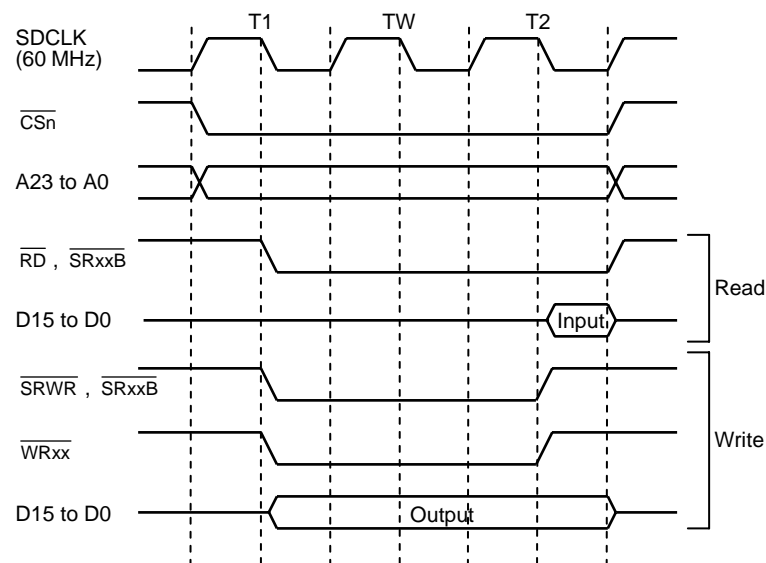 T1 TW T2
SDCLK
(60 MHz)
CSn
A23 to A0
RD , SRxxB
Read
D15 to D0
Input
SRWR , SRxxB
Write
WRxx
D15 to D0
Output